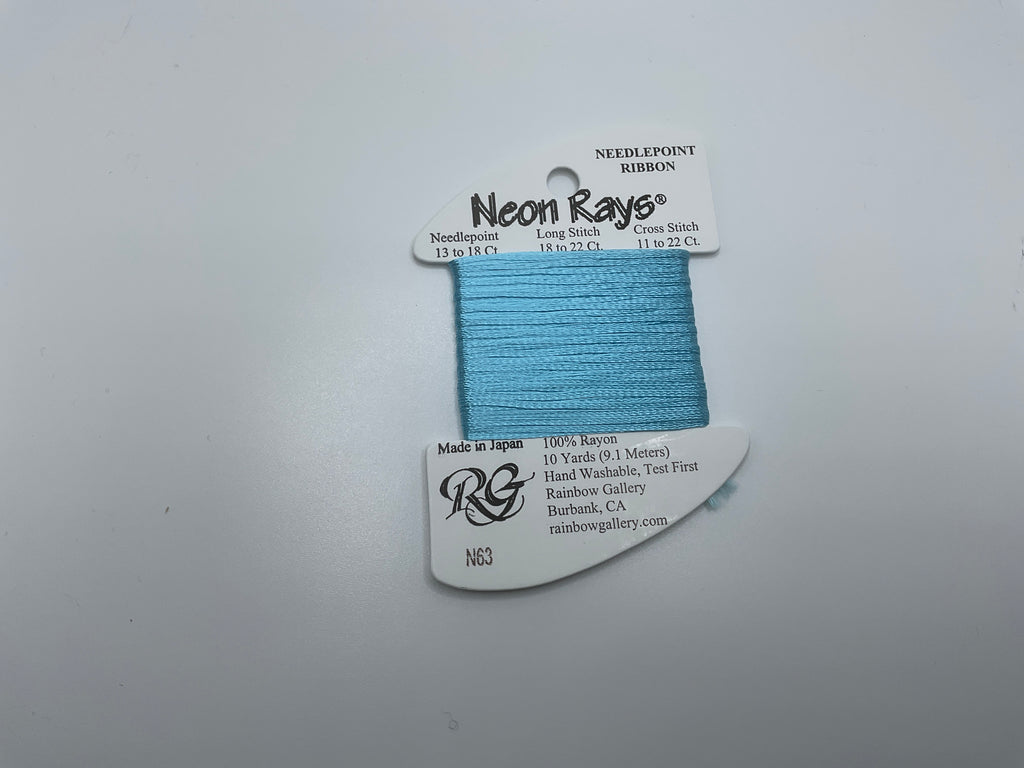 NEEDLEPOINT
RIBBON
Neon Rays®
Needlepoint
13 to 18 Ct.
Long Stitch
18 to 22 Ct.
Cross Stitch
11 to 22 Ct.
Made in Japan
RG
N63
100% Rayon
10 Yards (9.1 Meters)
Hand Washable, Test First
Rainbow Gallery
Burbank, CA
rainbowgallery.com